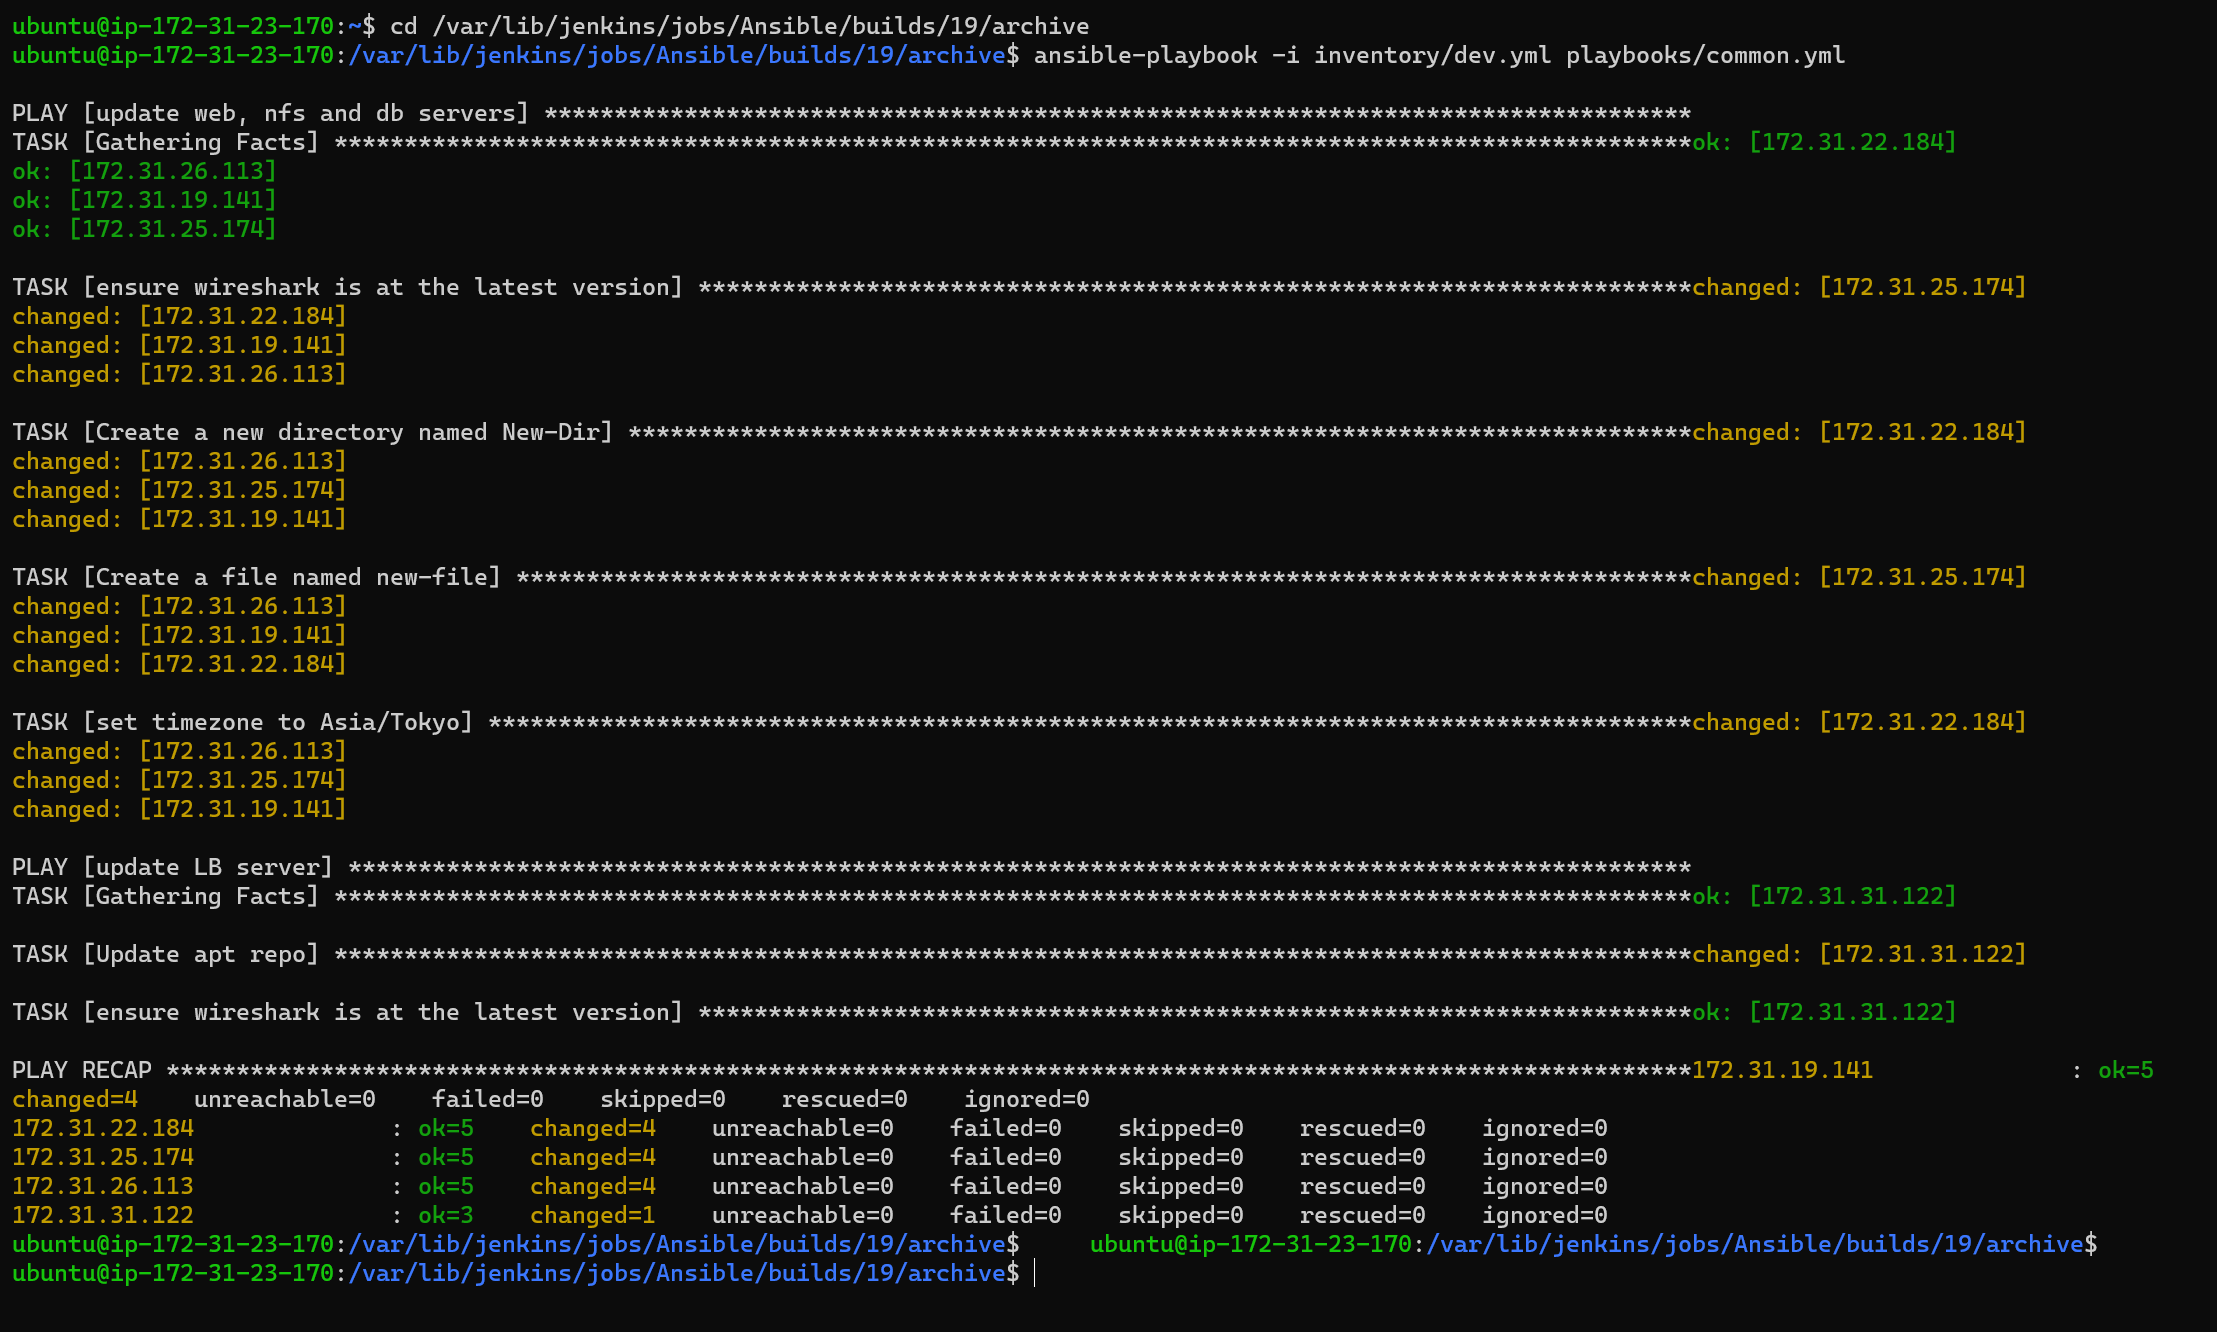 ubuntu@ip-172-31-23-170:~$ cd /var/lib/jenkins/jobs/Ansible/builds/19/archive
ubuntu@ip-172-31-23-170:/var/lib/jenkins/jobs/Ansible/builds/19/archive$ ansible-playbook -i inventory/dev.yml playbooks/common.yml

PLAY [update web, nfs and db servers] **********************************************************************************
TASK [Gathering Facts] *************************************************************************************************ok: [172.31.22.184]
ok: [172.31.26.113]
ok: [172.31.19.141]
ok: [172.31.25.174]

TASK [ensure wireshark is at the latest version] ***********************************************************************changed: [172.31.25.174]
changed: [172.31.22.184]
changed: [172.31.19.141]
changed: [172.31.26.113]

TASK [Create a new directory named New-Dir] ****************************************************************************changed: [172.31.22.184]
changed: [172.31.26.113]
changed: [172.31.25.174]
changed: [172.31.19.141]

TASK [Create a file named new-file] ************************************************************************************changed: [172.31.25.174]
changed: [172.31.26.113]
changed: [172.31.19.141]
changed: [172.31.22.184]

TASK [set timezone to Asia/Tokyo] **************************************************************************************changed: [172.31.22.184]
changed: [172.31.26.113]
changed: [172.31.25.174]
changed: [172.31.19.141]

PLAY [update LB server] ************************************************************************************************
TASK [Gathering Facts] *************************************************************************************************ok: [172.31.31.122]

TASK [Update apt repo] *************************************************************************************************changed: [172.31.31.122]

TASK [ensure wireshark is at the latest version] ***********************************************************************ok: [172.31.31.122]

PLAY RECAP *************************************************************************************************************172.31.19.141              : ok=5
changed=4    unreachable=0    failed=0    skipped=0    rescued=0    ignored=0
172.31.22.184              : ok=5    changed=4    unreachable=0    failed=0    skipped=0    rescued=0    ignored=0
172.31.25.174              : ok=5    changed=4    unreachable=0    failed=0    skipped=0    rescued=0    ignored=0
172.31.26.113              : ok=5    changed=4    unreachable=0    failed=0    skipped=0    rescued=0    ignored=0
172.31.31.122              : ok=3    changed=1    unreachable=0    failed=0    skipped=0    rescued=0    ignored=0
ubuntu@ip-172-31-23-170:/var/lib/jenkins/jobs/Ansible/builds/19/archive$     ubuntu@ip-172-31-23-170:/var/lib/jenkins/jobs/Ansible/builds/19/archive$
ubuntu@ip-172-31-23-170:/var/lib/jenkins/jobs/Ansible/builds/19/archive$